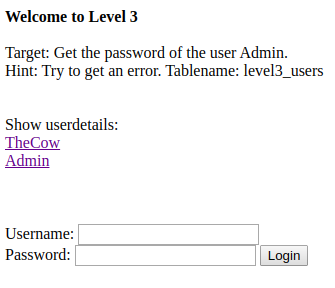 Welcome to Level 3
Target: Get the password of the user Admin.
Hint: Try to get an error. Tablename: level3_users
Show userdetails:
TheCow
Admin
Username:
Password: Login